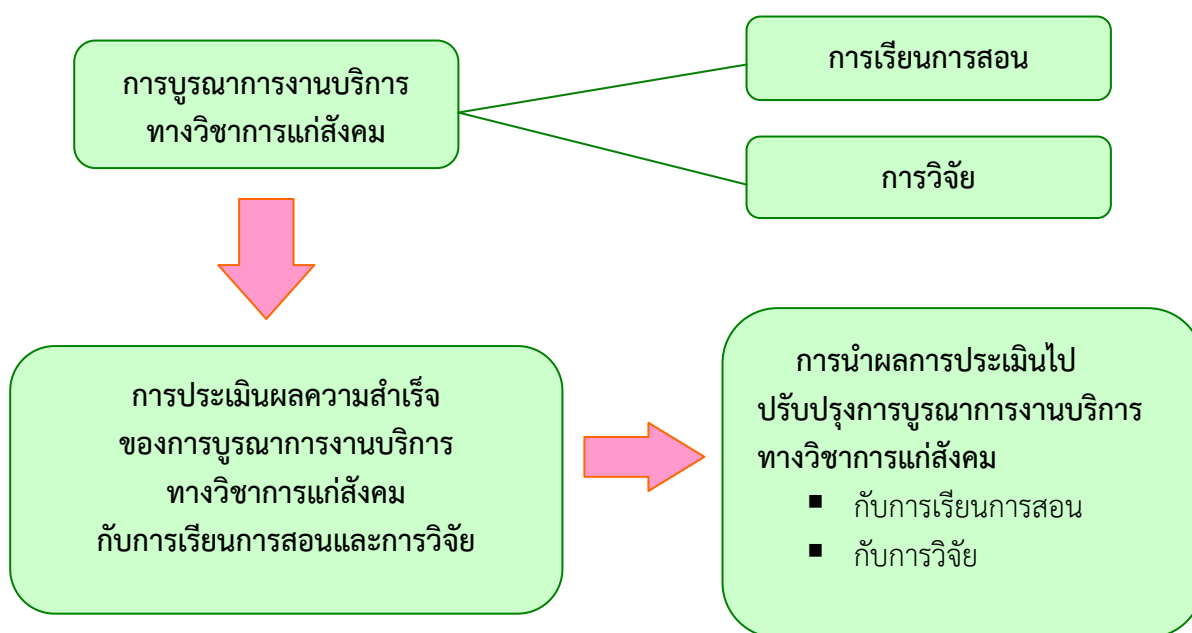 การบูรณาการงานบริการ
ทางวิชาการแก่สังคม
การเรียนการสอน
การวิจัย
การประเมินผลความสำเร็จ
ของการบูรณาการงานบริการ
ทางวิชาการแก่สังคม
กับการเรียนการสอนและการวิจัย
การนำผลการประเมินไป
ปรับปรุงการบูรณาการงานบริการ
ทางวิชาการแก่สังคม
▪ กับการเรียนการสอน
▪ กับการวิจัย